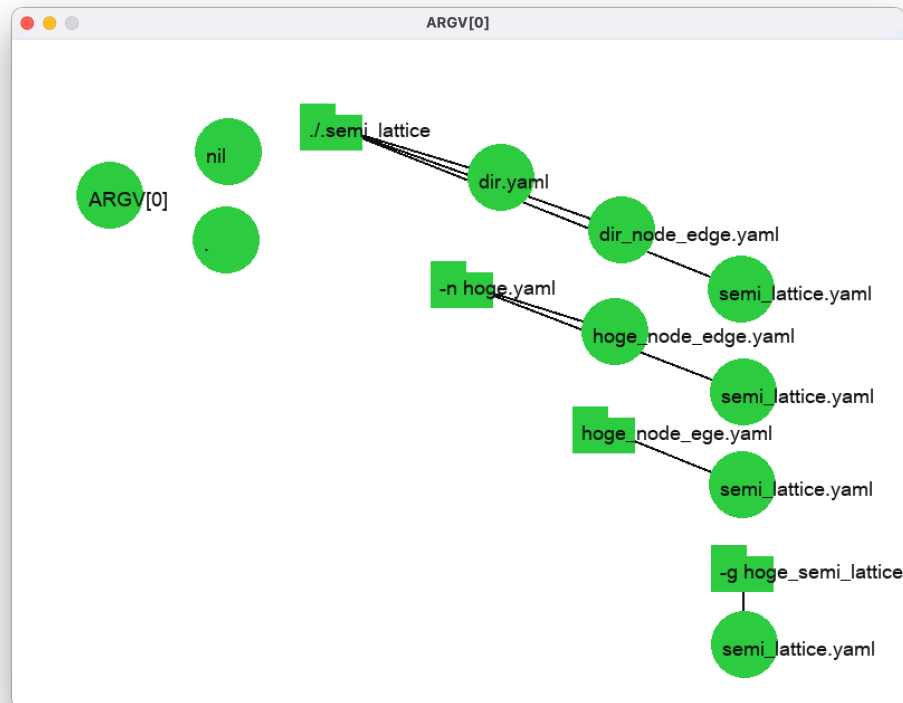 ARGV[0]
./.semi_lattice
nil
dir.yaml
ARGV[0]
dir_node_edge.yaml
.
-n hoge.yaml
semi_lattice.yaml
hoge_node_edge.yaml
semi_lattice.yaml
hoge_node_ege.yaml
semi_lattice.yaml
-g hoge_semi_lattice
semi_lattice.yaml